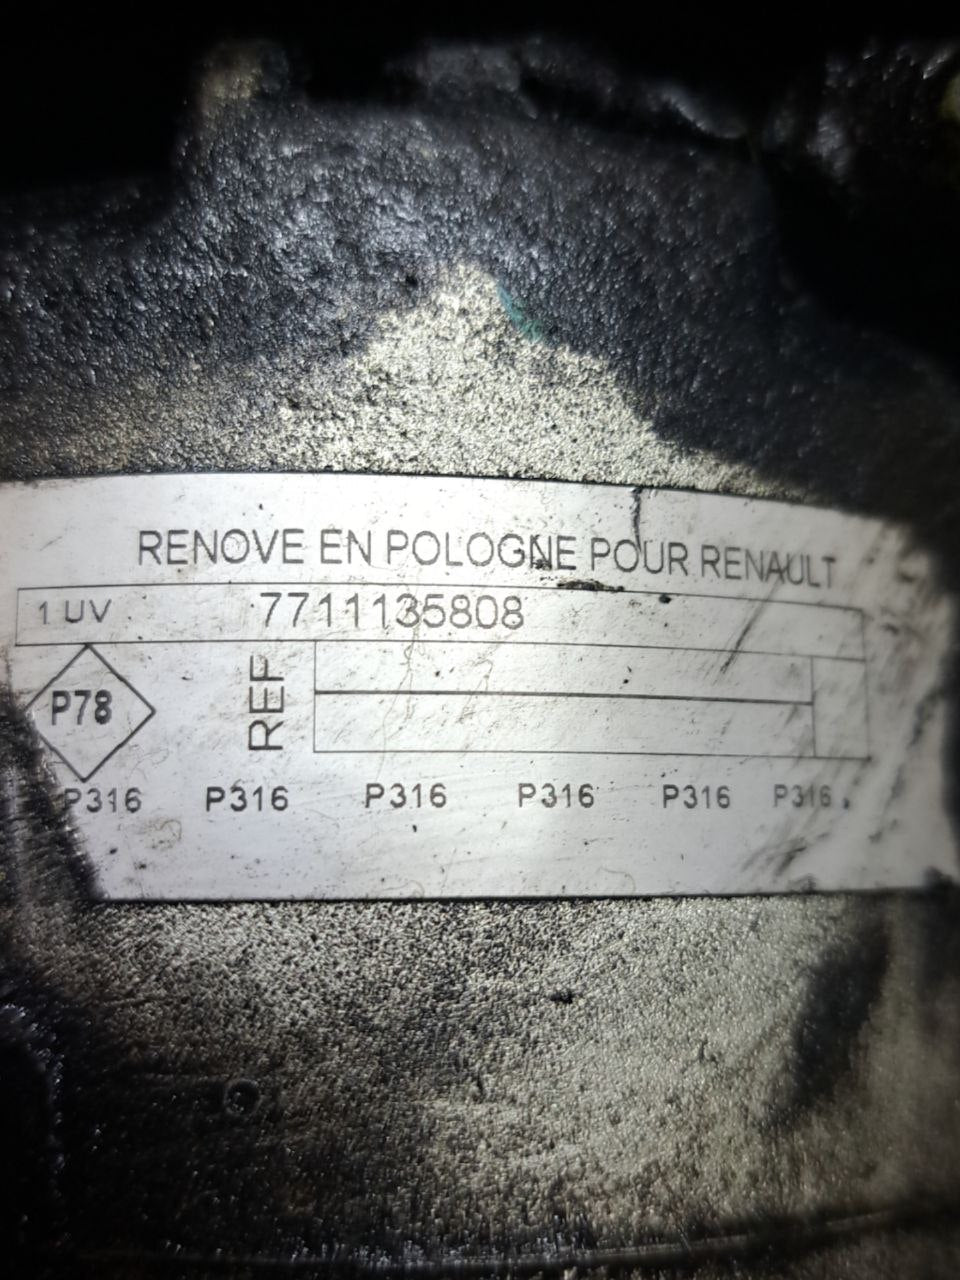 RENOVE EN POLOGNE POUR RENAULT
1 UV 7711135808
P78
REF
P316 P316 P316 P316 P316 P316